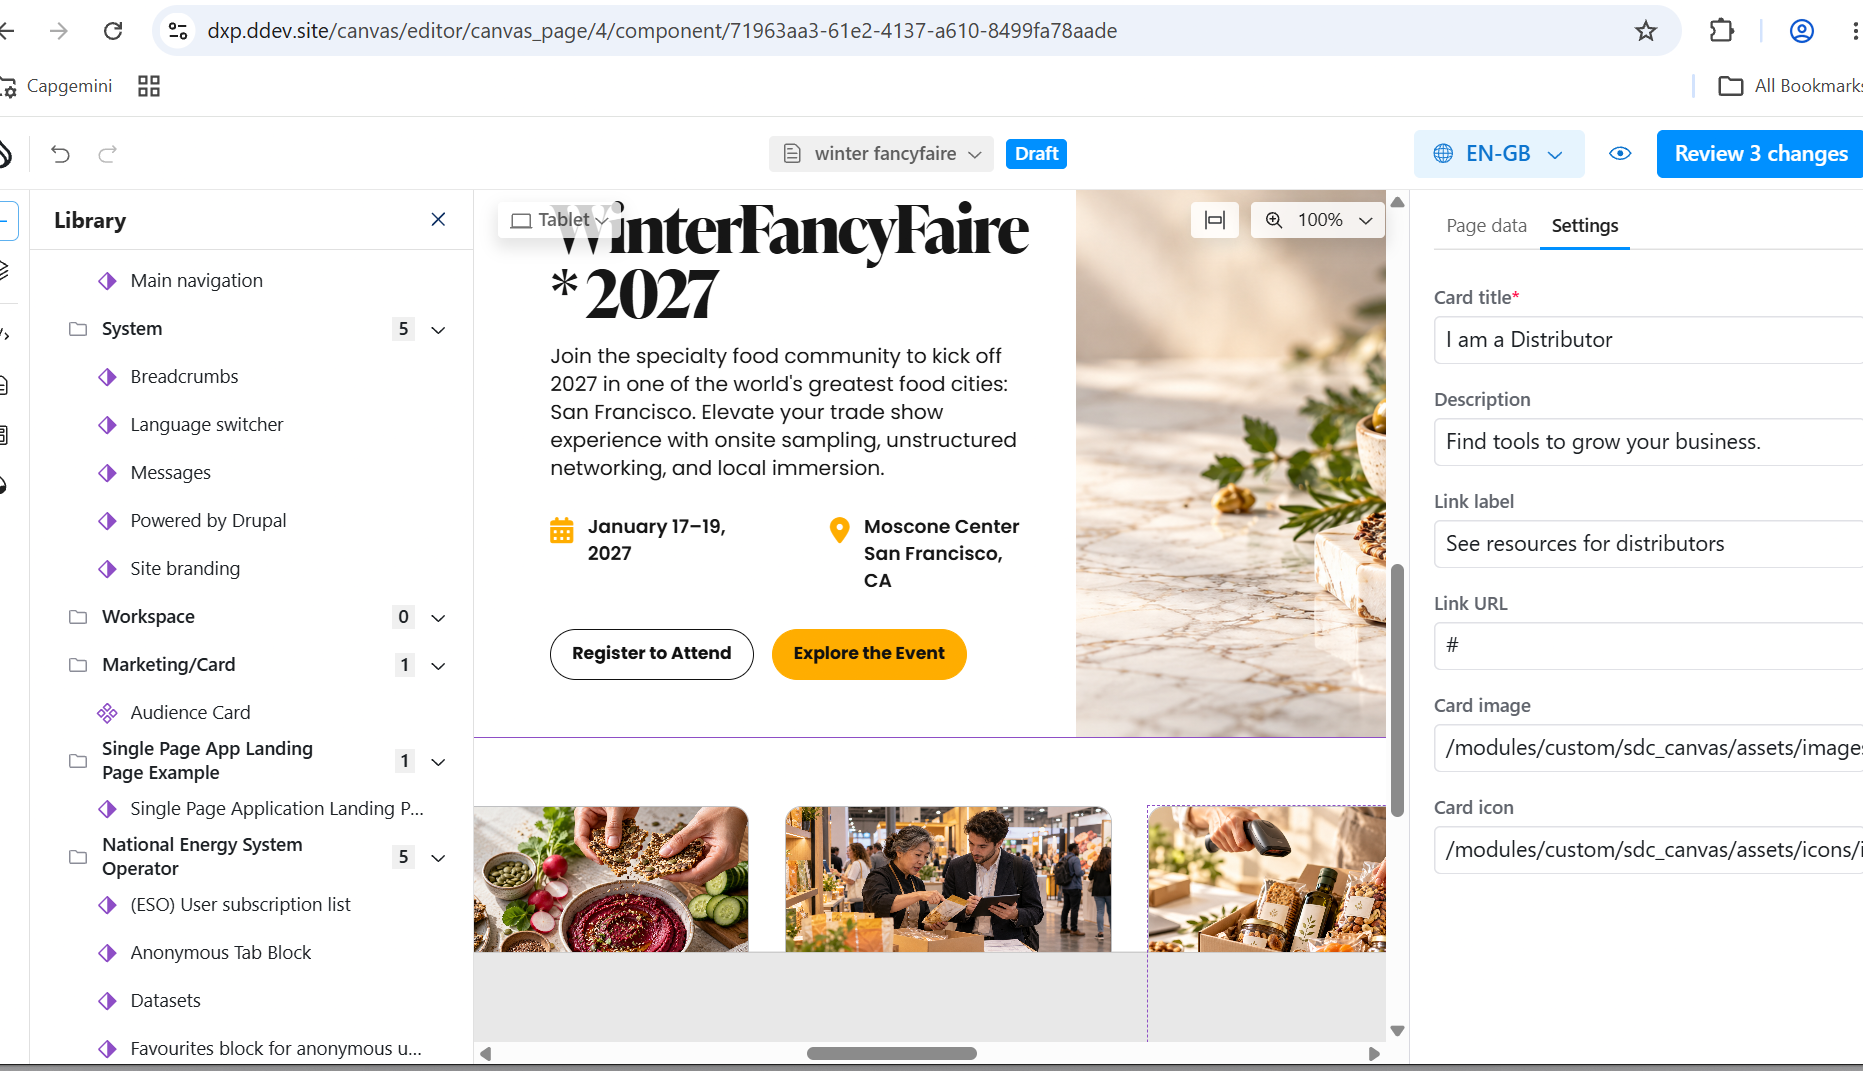 dxp.ddev.site/canvas/editor/canvas_page/4/component/71963aa3-61e2-4137-a610-8499fa78aade
Capgemini
All Bookmarks
winter fancyfaire
Draft
EN-GB
Review 3 changes
Library
Main navigation
System 5
Breadcrumbs
Language switcher
Messages
Powered by Drupal
Site branding
Workspace 0
Marketing/Card 1
Audience Card
Single Page App Landing
Page Example 1
Single Page Application Landing P...
National Energy System
Operator 5
(ESO) User subscription list
Anonymous Tab Block
Datasets
Favourites block for anonymous u...
Tablet
100%
WinterFancyFaire
* 2027
Join the specialty food community to kick off
2027 in one of the world's greatest food cities:
San Francisco. Elevate your trade show
experience with onsite sampling, unstructured
networking, and local immersion.
January 17–19,
2027
Moscone Center
San Francisco,
CA
Register to Attend
Explore the Event
Page data
Settings
Card title*
I am a Distributor
Description
Find tools to grow your business.
Link label
See resources for distributors
Link URL
#
Card image
/modules/custom/sdc_canvas/assets/images
Card icon
/modules/custom/sdc_canvas/assets/icons/i